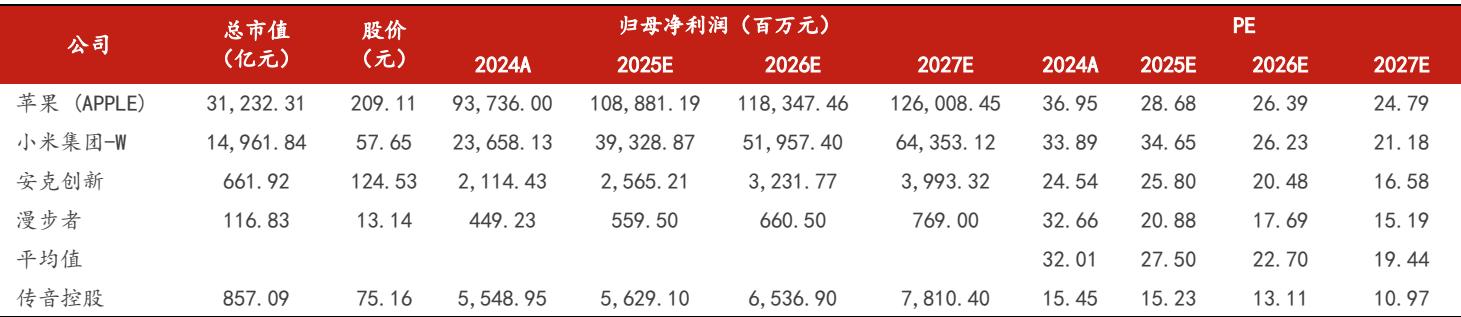 公司 总市值（亿元） 股价（元） 归母净利润（百万元） PE
2024A 2025E 2026E 2027E 2024A 2025E 2026E 2027E
苹果 (APPLE) 31,232.31 209.11 93,736.00 108,881.19 118,347.46 126,008.45 36.95 28.68 26.39 24.79
小米集团-W 14,961.84 57.65 23,658.13 39,328.87 51,957.40 64,353.12 33.89 34.65 26.23 21.18
安克创新 661.92 124.53 2,114.43 2,565.21 3,231.77 3,993.32 24.54 25.80 20.48 16.58
漫步者 116.83 13.14 449.23 559.50 660.50 769.00 32.66 20.88 17.69 15.19
平均值 32.01 27.50 22.70 19.44
传音控股 857.09 75.16 5,548.95 5,629.10 6,536.90 7,810.40 15.45 15.23 13.11 10.97